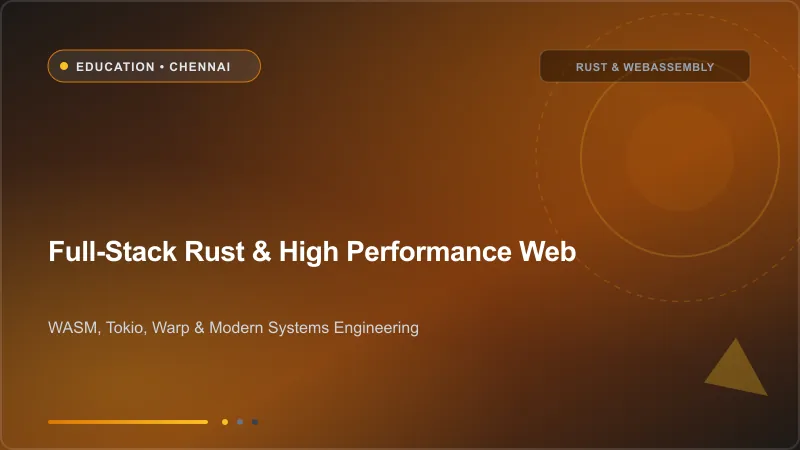 EDUCATION • CHENNAI
RUST & WEBASSEMBLY
Full-Stack Rust & High Performance Web
WASM, Tokio, Warp & Modern Systems Engineering